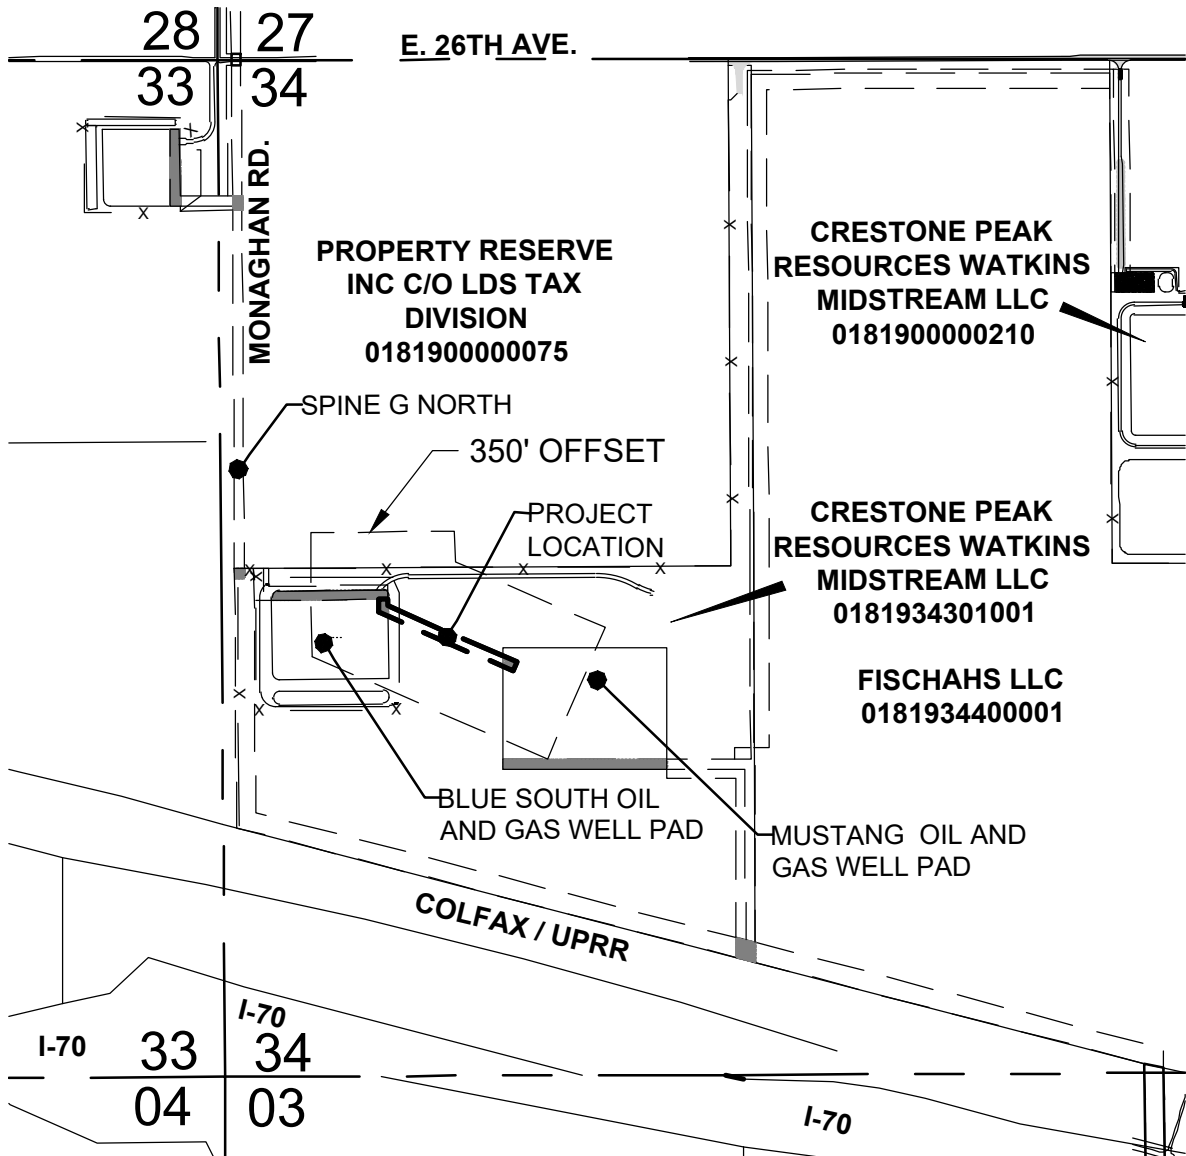 28 27
E. 26TH AVE.
33 34
MONAGHAN RD.
PROPERTY RESERVE
INC C/O LDS TAX
DIVISION
0181900000075
CRESTONE PEAK
RESOURCES WATKINS
MIDSTREAM LLC
0181900000210
SPINE G NORTH
350' OFFSET
PROJECT
LOCATION
CRESTONE PEAK
RESOURCES WATKINS
MIDSTREAM LLC
0181934301001
FISCHAHS LLC
0181934400001
BLUE SOUTH OIL
AND GAS WELL PAD
MUSTANG OIL AND
GAS WELL PAD
COLFAX / UPRR
I-70
I-70
33 34
04 03
I-70